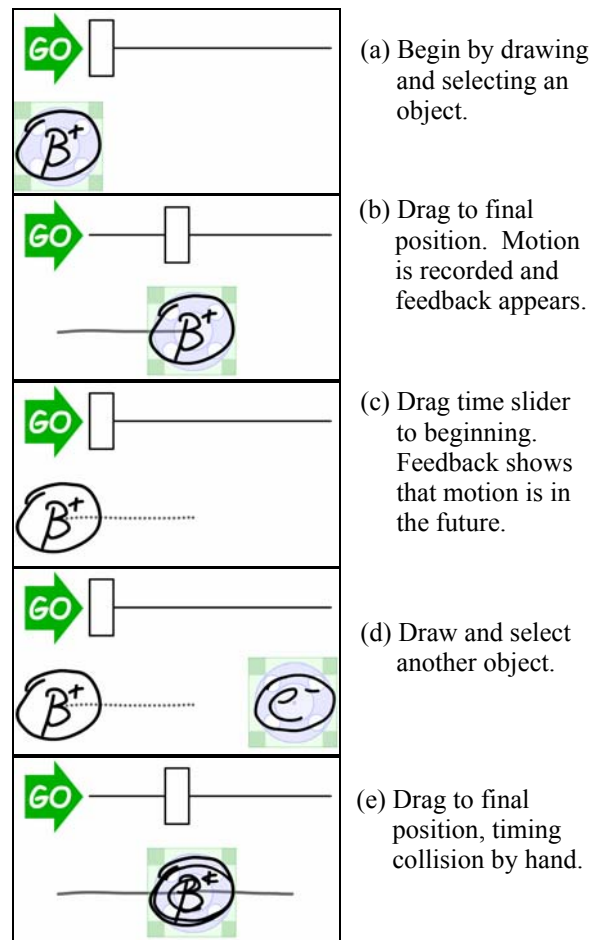 GO
(a) Begin by drawing
and selecting an
object.
B+
GO
(b) Drag to final
position. Motion
is recorded and
feedback appears.
B+
GO
(c) Drag time slider
to beginning.
Feedback shows
that motion is in
the future.
B+
GO
(d) Draw and select
another object.
B+ e-
GO
(e) Drag to final
position, timing
collision by hand.
B+